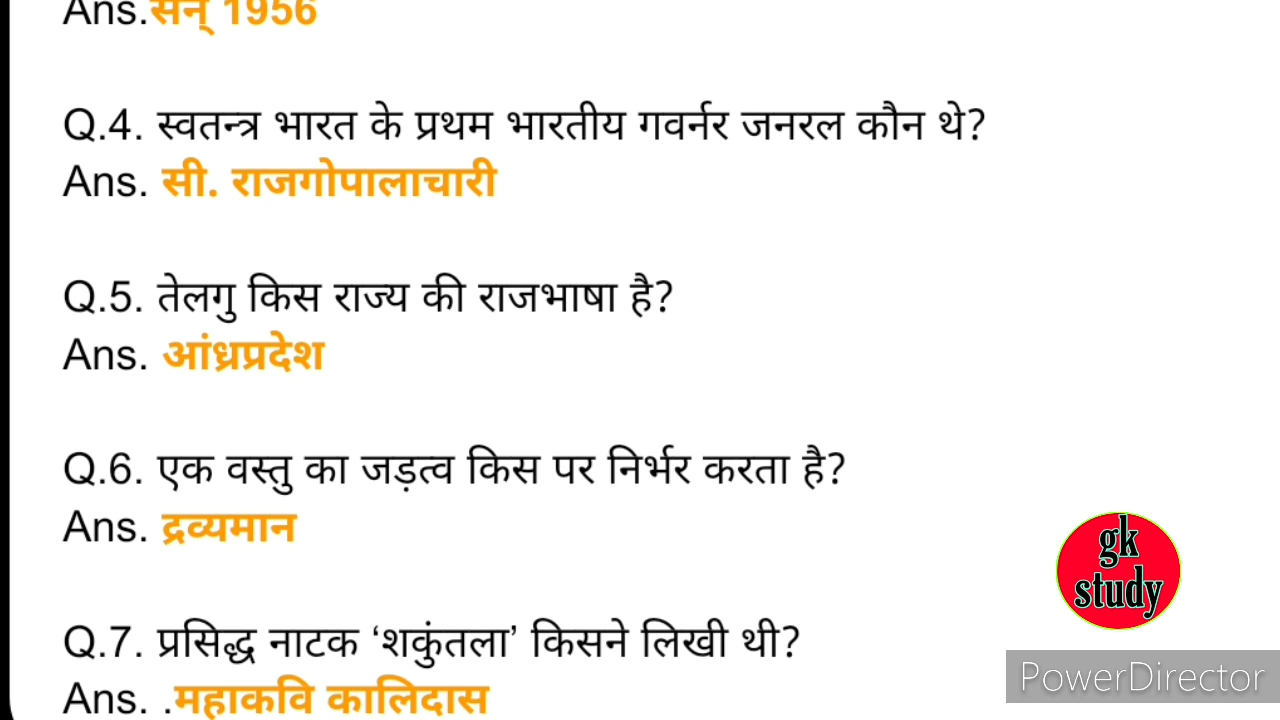 Ans.सन् 1956
Q.4. स्वतन्त्र भारत के प्रथम भारतीय गवर्नर जनरल कौन थे?
Ans. सी. राजगोपालाचारी
Q.5. तेलगु किस राज्य की राजभाषा है?
Ans. आंध्रप्रदेश
Q.6. एक वस्तु का जड़त्व किस पर निर्भर करता है?
Ans. द्रव्यमान
Q.7. प्रसिद्ध नाटक ‘शकुंतला’ किसने लिखी थी?
Ans. .महाकवि कालिदास
gk
study
PowerDirector